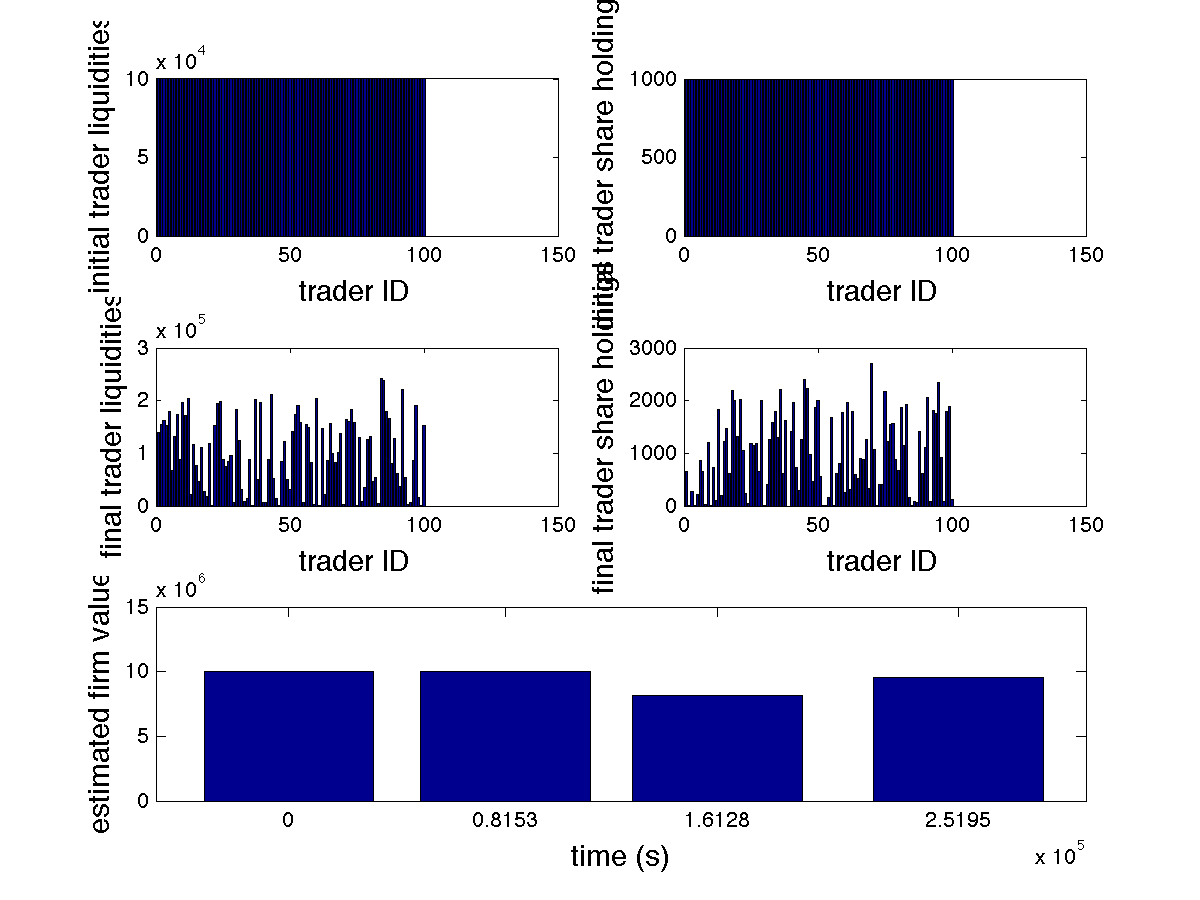 initial trader liquidities
x 10^4
10
5
0
0 50 100 150
trader ID
trader share holding
1000
500
0
0 50 100 150
trader ID
final trader liquidities
x 10^5
3
2
1
0
0 50 100 150
trader ID
final trader share holdings
3000
2000
1000
0
0 50 100 150
trader ID
estimated firm value
x 10^6
15
10
5
0
0 0.8153 1.6128 2.5195
time (s)
x 10^5